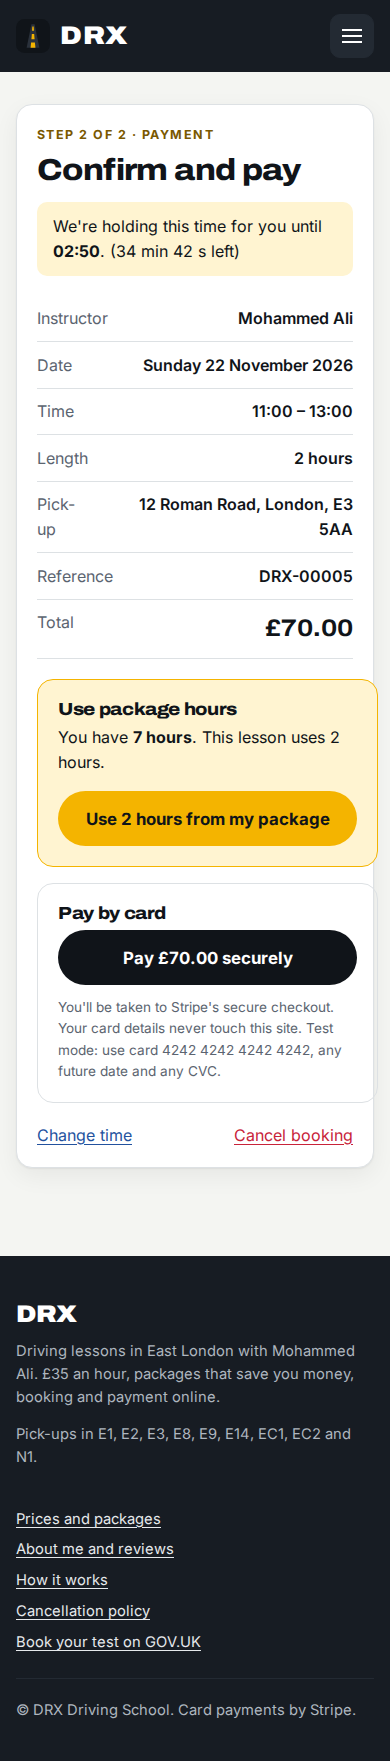 DRX
STEP 2 OF 2 · PAYMENT
Confirm and pay
We're holding this time for you until
02:50. (34 min 42 s left)
Instructor Mohammed Ali
Date Sunday 22 November 2026
Time 11:00 – 13:00
Length 2 hours
Pick-up 12 Roman Road, London, E3
5AA
Reference DRX-00005
Total £70.00
Use package hours
You have 7 hours. This lesson uses 2
hours.
Use 2 hours from my package
Pay by card
Pay £70.00 securely
You'll be taken to Stripe's secure checkout.
Your card details never touch this site. Test
mode: use card 4242 4242 4242 4242, any
future date and any CVC.
Change time Cancel booking
DRX
Driving lessons in East London with Mohammed
Ali. £35 an hour, packages that save you money,
booking and payment online.
Pick-ups in E1, E2, E3, E8, E9, E14, EC1, EC2 and
N1.
Prices and packages
About me and reviews
How it works
Cancellation policy
Book your test on GOV.UK
© DRX Driving School. Card payments by Stripe.